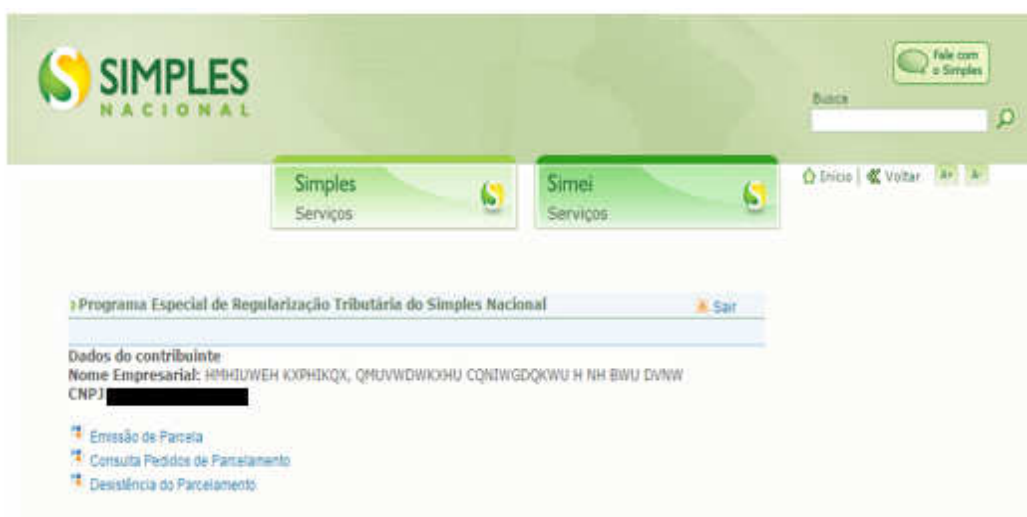 SIMPLES
NACIONAL
Fale com
o Simples
Busca
Simples
Serviços
Simei
Serviços
Início | Voltar A+ A-
Programa Especial de Regularização Tributária do Simples Nacional
Sair
Dados do contribuinte
Nome Empresarial: HMHIUWEH KXPHIKQX, QMUVWDWKXHU CQNIWGDQKWU H NH BWU DVNW
CNPJ
Emissão de Parcela
Consulta Pedidos de Parcelamento
Desistência do Parcelamento